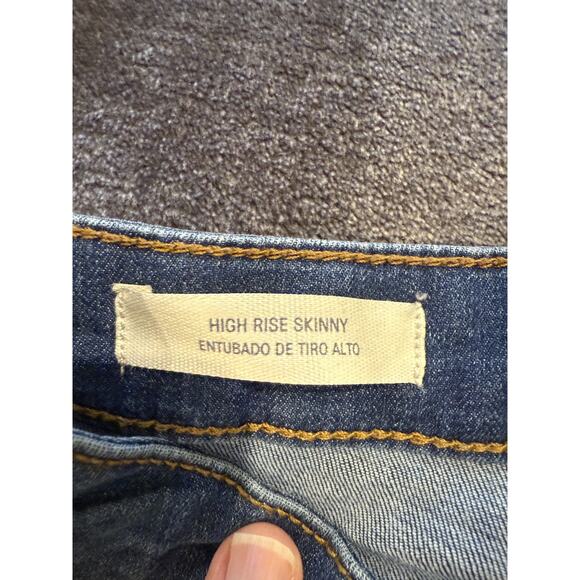 HIGH RISE SKINNY
ENTUBADO DE TIRO ALTO